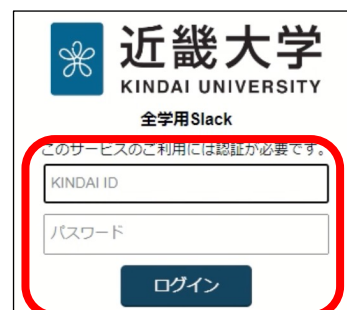 近畿大学
KINDAI UNIVERSITY
全学用Slack
このサービスのご利用には認証が必要です。
KINDAI ID
パスワード
ログイン